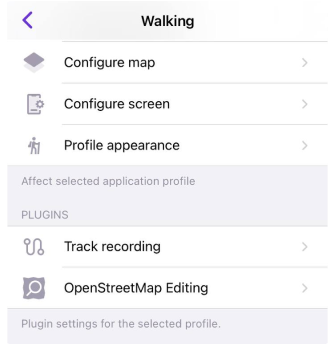 Walking
Configure map
Configure screen
Profile appearance
Affect selected application profile
PLUGINS
Track recording
OpenStreetMap Editing
Plugin settings for the selected profile.